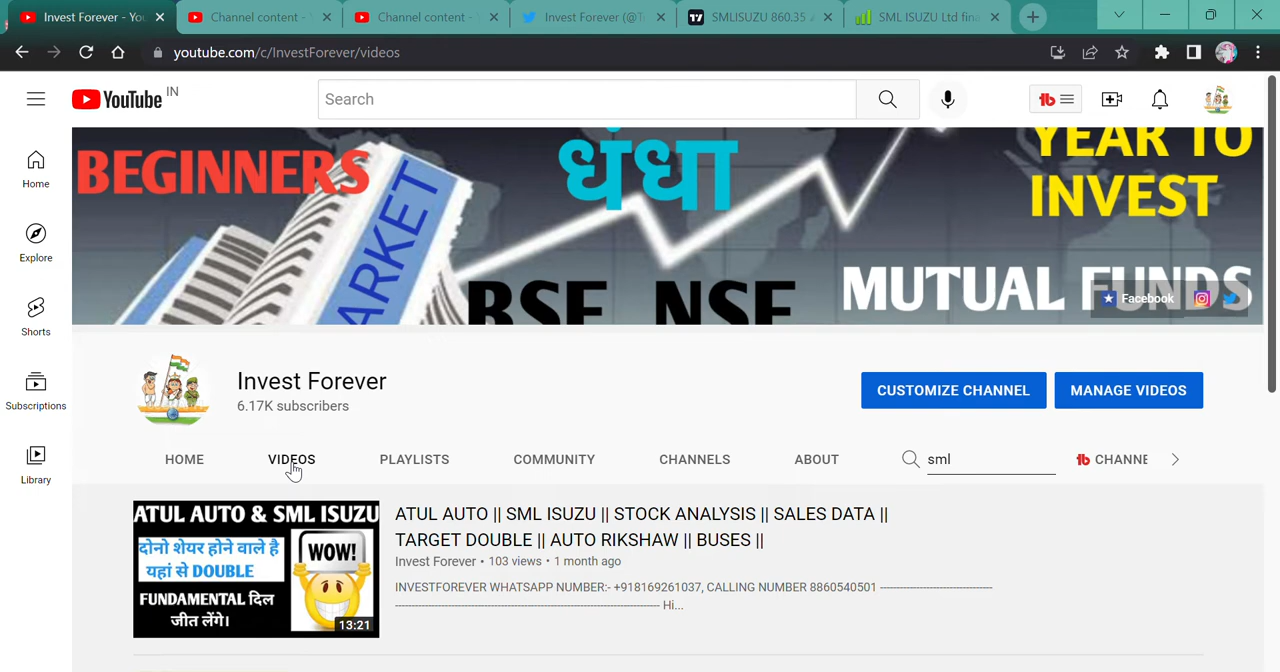 Invest Forever - You
Channel content -
Channel content -
Invest Forever (@T
SMLISUZU 860.35
SML ISUZU Ltd fin
youtube.com/c/InvestForever/videos
YouTube IN
Search
Home
Explore
Shorts
Subscriptions
Library
BEGINNERS
MARKET
धंधा
BSE NSE
YEAR TO
INVEST
MUTUAL FUNDS
Facebook
Invest Forever
6.17K subscribers
CUSTOMIZE CHANNEL
MANAGE VIDEOS
HOME
VIDEOS
PLAYLISTS
COMMUNITY
CHANNELS
ABOUT
sml
CHANNE
ATUL AUTO & SML ISUZU
दोनो शेयर होने वाले है
यहां से DOUBLE
FUNDAMENTAL दिल
जीत लेंगे।
WOW!
13:21
ATUL AUTO || SML ISUZU || STOCK ANALYSIS || SALES DATA ||
TARGET DOUBLE || AUTO RIKSHAW || BUSES ||
Invest Forever • 103 views • 1 month ago
INVESTFOREVER WHATSAPP NUMBER:- +918169261037, CALLING NUMBER 8860540501 ----------------------------------
-------------------------------------------------------------------------------- Hi...